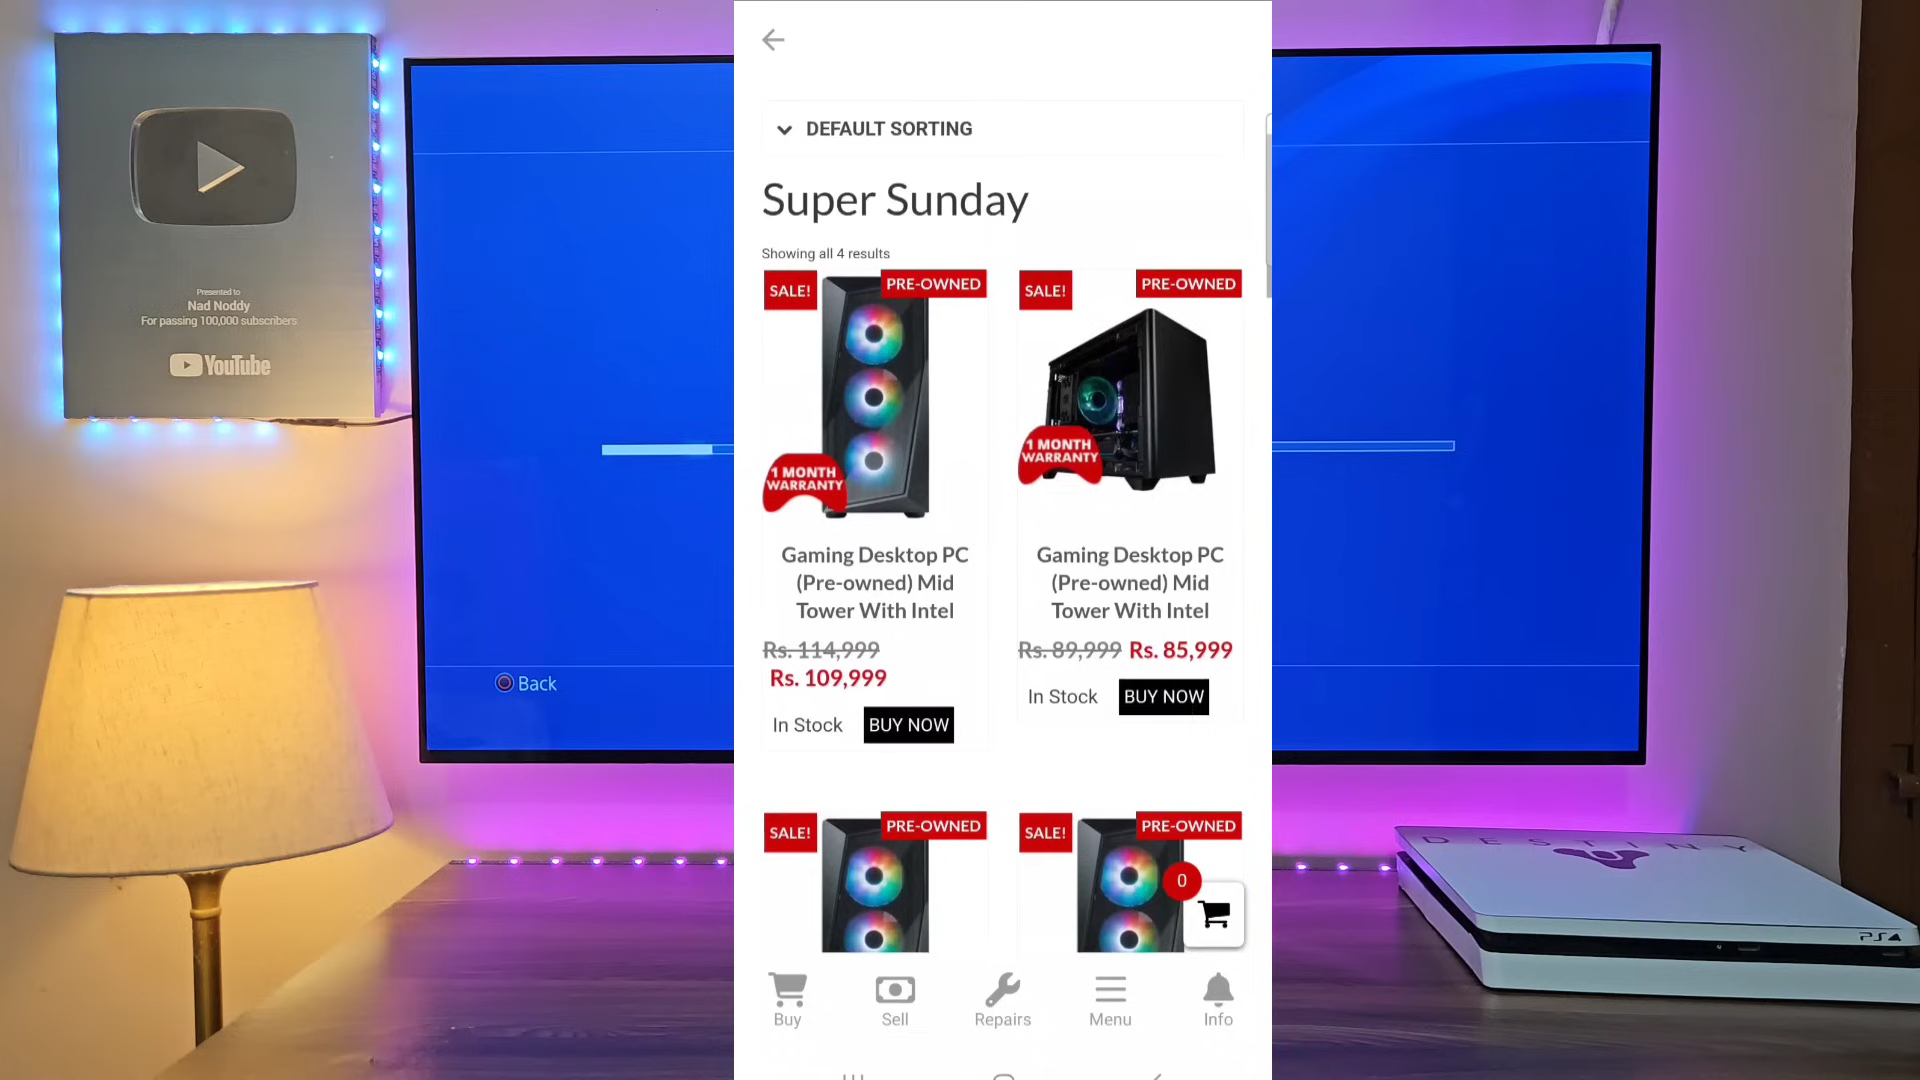 Presented to
Nad Noddy
For passing 100,000 subscribers
YouTube
Back
DEFAULT SORTING
Super Sunday
Showing all 4 results
SALE!
PRE-OWNED
1 MONTH
WARRANTY
Gaming Desktop PC
(Pre-owned) Mid
Tower With Intel
Rs. 114,999
Rs. 109,999
In Stock
BUY NOW
SALE!
PRE-OWNED
1 MONTH
WARRANTY
Gaming Desktop PC
(Pre-owned) Mid
Tower With Intel
Rs. 89,999 Rs. 85,999
In Stock
BUY NOW
SALE!
PRE-OWNED
SALE!
PRE-OWNED
0
Buy
Sell
Repairs
Menu
Info
DESTINY
PS4